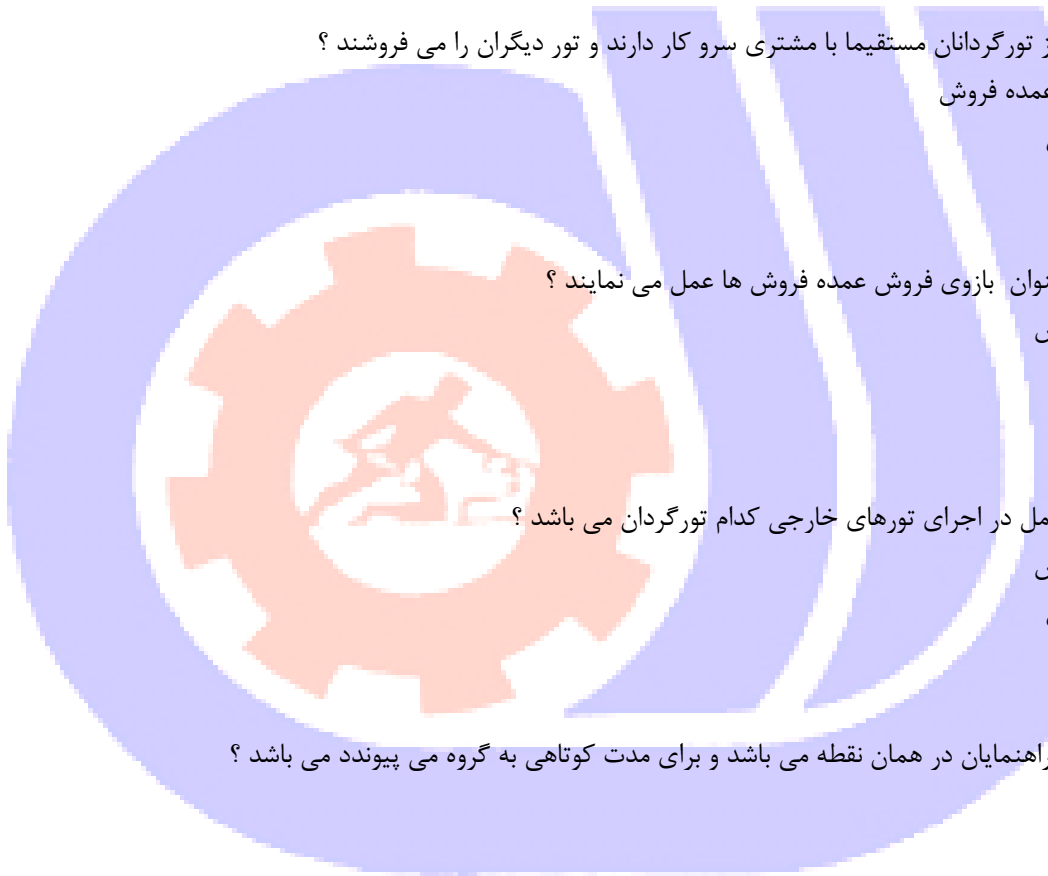 تورگردانان مستقیما با مشتری سرو کار دارند و تور دیگران را می فروشند ؟
عمده فروش
بازوی فروش عمده فروش ها عمل می نمایند ؟
در اجرای تورهای خارجی کدام تورگردان می باشد ؟
راهنمایان در همان نقطه می باشد و برای مدت کوتاهی به گروه می پیوندد می باشد ؟